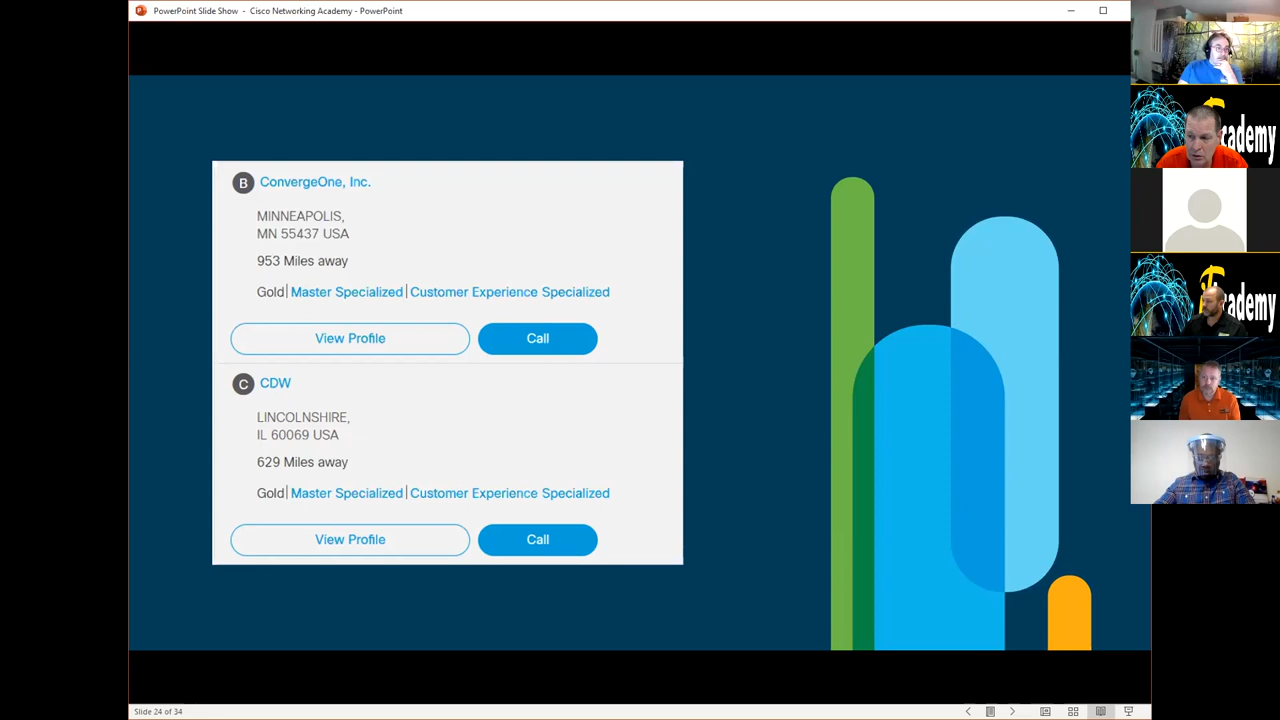 PowerPoint Slide Show - Cisco Networking Academy - PowerPoint
B ConvergeOne, Inc.
MINNEAPOLIS,
MN 55437 USA
953 Miles away
Gold | Master Specialized | Customer Experience Specialized
View Profile Call
C CDW
LINCOLNSHIRE,
IL 60069 USA
629 Miles away
Gold | Master Specialized | Customer Experience Specialized
View Profile Call
Slide 24 of 34